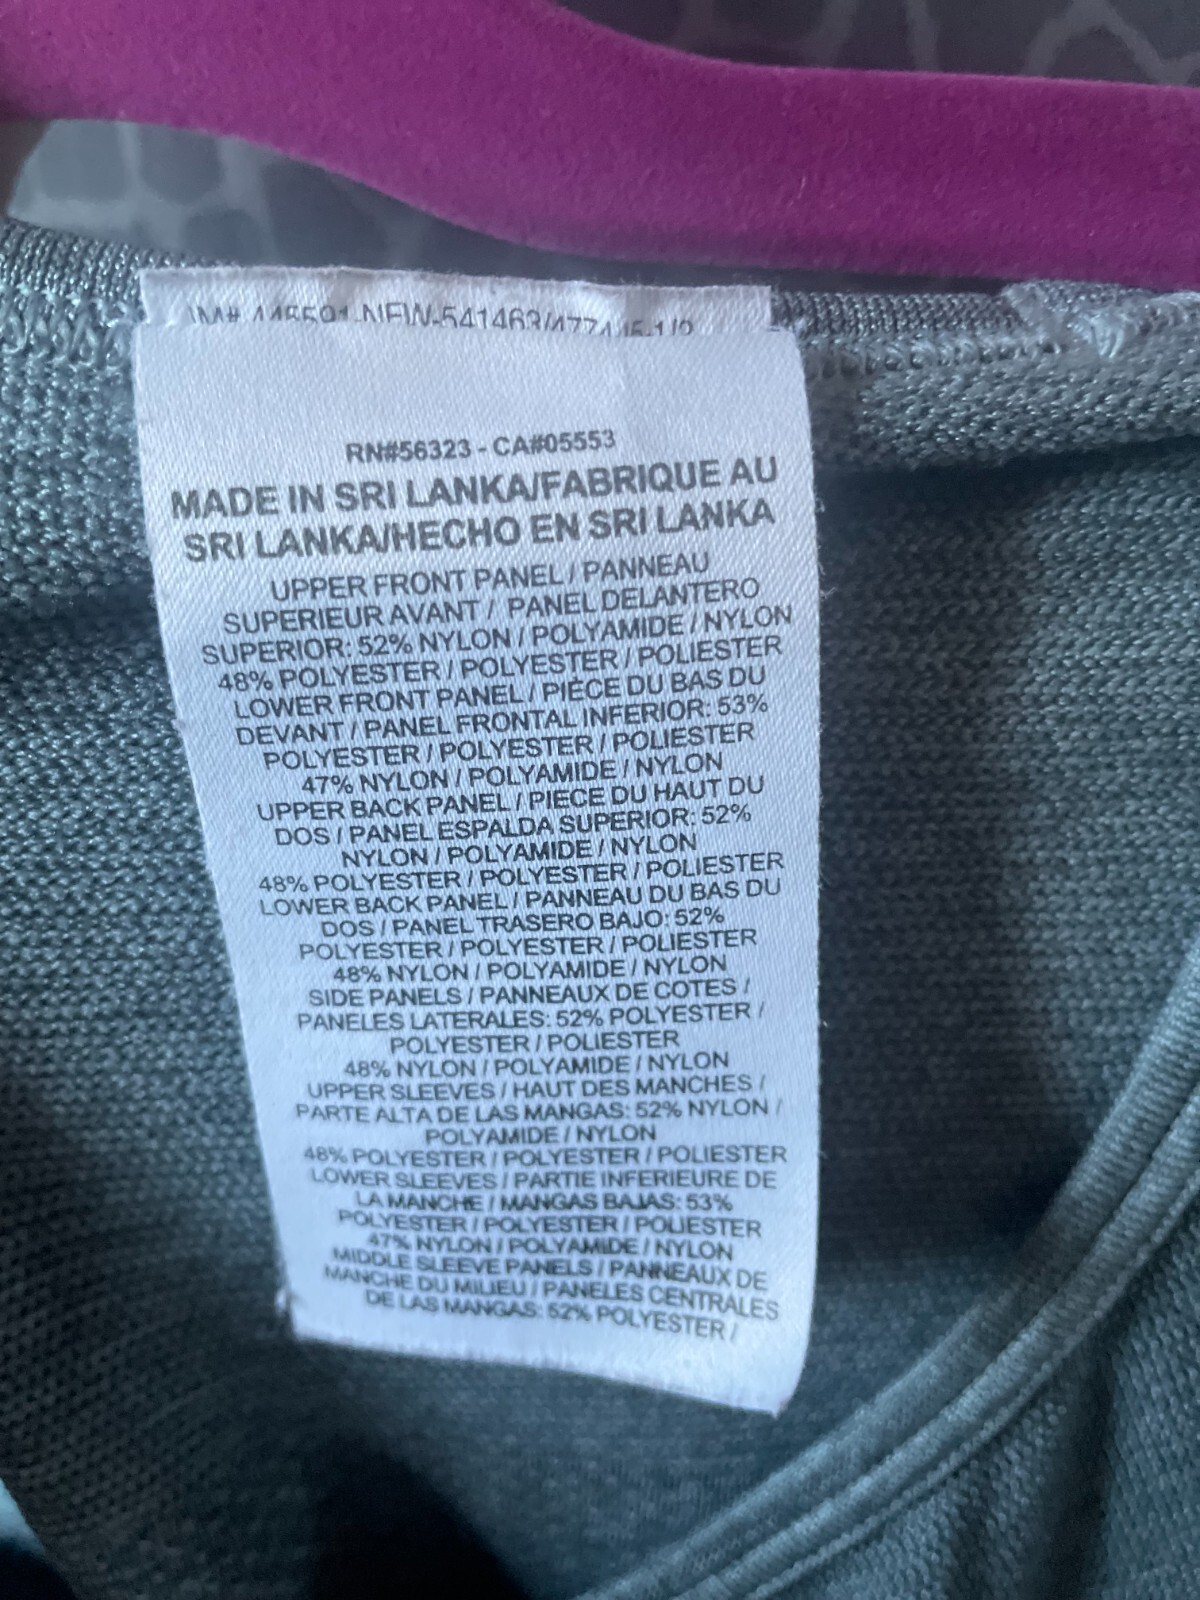 RN#56323 - CA#05553
MADE IN SRI LANKA/FABRIQUE AU
SRI LANKA/HECHO EN SRI LANKA
UPPER FRONT PANEL / PANNEAU
SUPERIEUR AVANT / PANEL DELANTERO
SUPERIOR: 52% NYLON / POLYAMIDE / NYLON
48% POLYESTER / POLYESTER / POLIESTER
LOWER FRONT PANEL / PIÈCE DU BAS DU
DEVANT / PANEL FRONTAL INFERIOR: 53%
POLYESTER / POLYESTER / POLIESTER
47% NYLON / POLYAMIDE / NYLON
UPPER BACK PANEL / PIECE DU HAUT DU
DOS / PANEL ESPALDA SUPERIOR: 52%
NYLON / POLYAMIDE / NYLON
48% POLYESTER / POLYESTER / POLIESTER
LOWER BACK PANEL / PANNEAU DU BAS DU
DOS / PANEL TRASERO BAJO: 52%
POLYESTER / POLYESTER / POLIESTER
48% NYLON / POLYAMIDE / NYLON
SIDE PANELS / PANNEAUX DE COTES /
PANELES LATERALES: 52% POLYESTER /
POLYESTER / POLIESTER
48% NYLON / POLYAMIDE / NYLON
UPPER SLEEVES / HAUT DES MANCHES /
PARTE ALTA DE LAS MANGAS: 52% NYLON /
POLYAMIDE / NYLON
48% POLYESTER / POLYESTER / POLIESTER
LOWER SLEEVES / PARTIE INFERIEURE DE
LA MANCHE / MANGAS BAJAS: 53%
POLYESTER / POLYESTER / POLIESTER
47% NYLON / POLYAMIDE / NYLON
MIDDLE SLEEVE PANELS / PANNEAUX DE
MANCHE DU MILIEU / PANELES CENTRALES
DE LAS MANGAS: 52% POLYESTER /